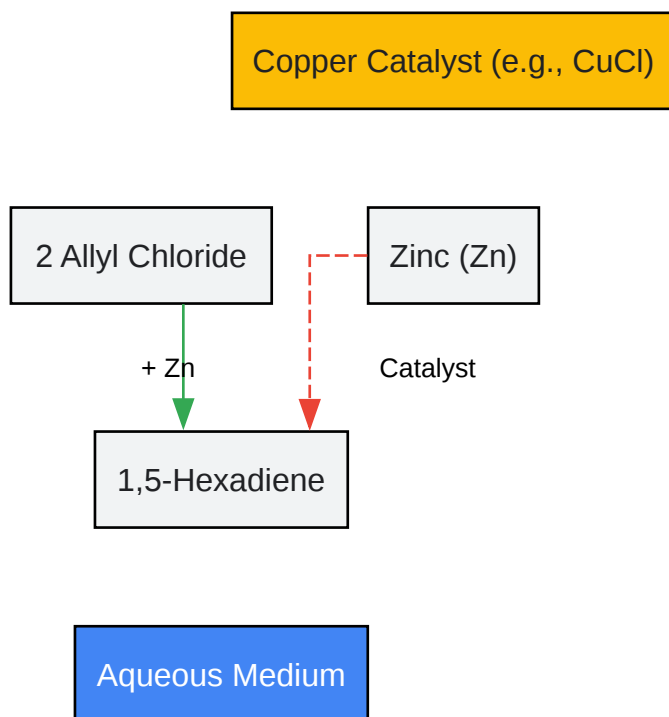 Copper Catalyst (e.g., CuCl)
2 Allyl Chloride
Zinc (Zn)
+ Zn
Catalyst
1,5-Hexadiene
Aqueous Medium